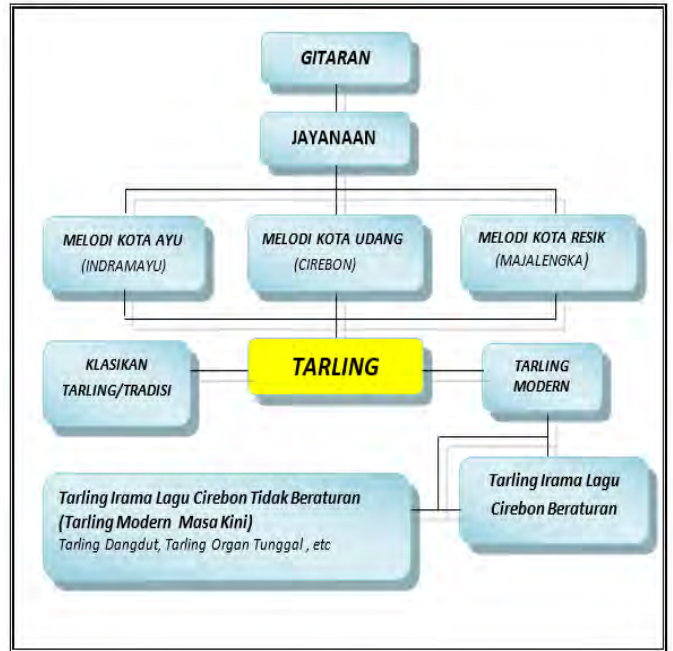 GITARAN
JAYANAAN
MELODI KOTA AYU
(INDRAMAYU)
MELODI KOTA UDANG
(CIREBON)
MELODI KOTA RESIK
(MAJALENGKA)
KLASIKAN
TARLING/TRADISI
TARLING
TARLING
MODERN
Tarling Irama Lagu Cirebon Tidak Beraturan
(Tarling Modern Masa Kini)
Tarling Dangdut, Tarling Organ Tunggal , etc
Tarling Irama Lagu
Cirebon Beraturan